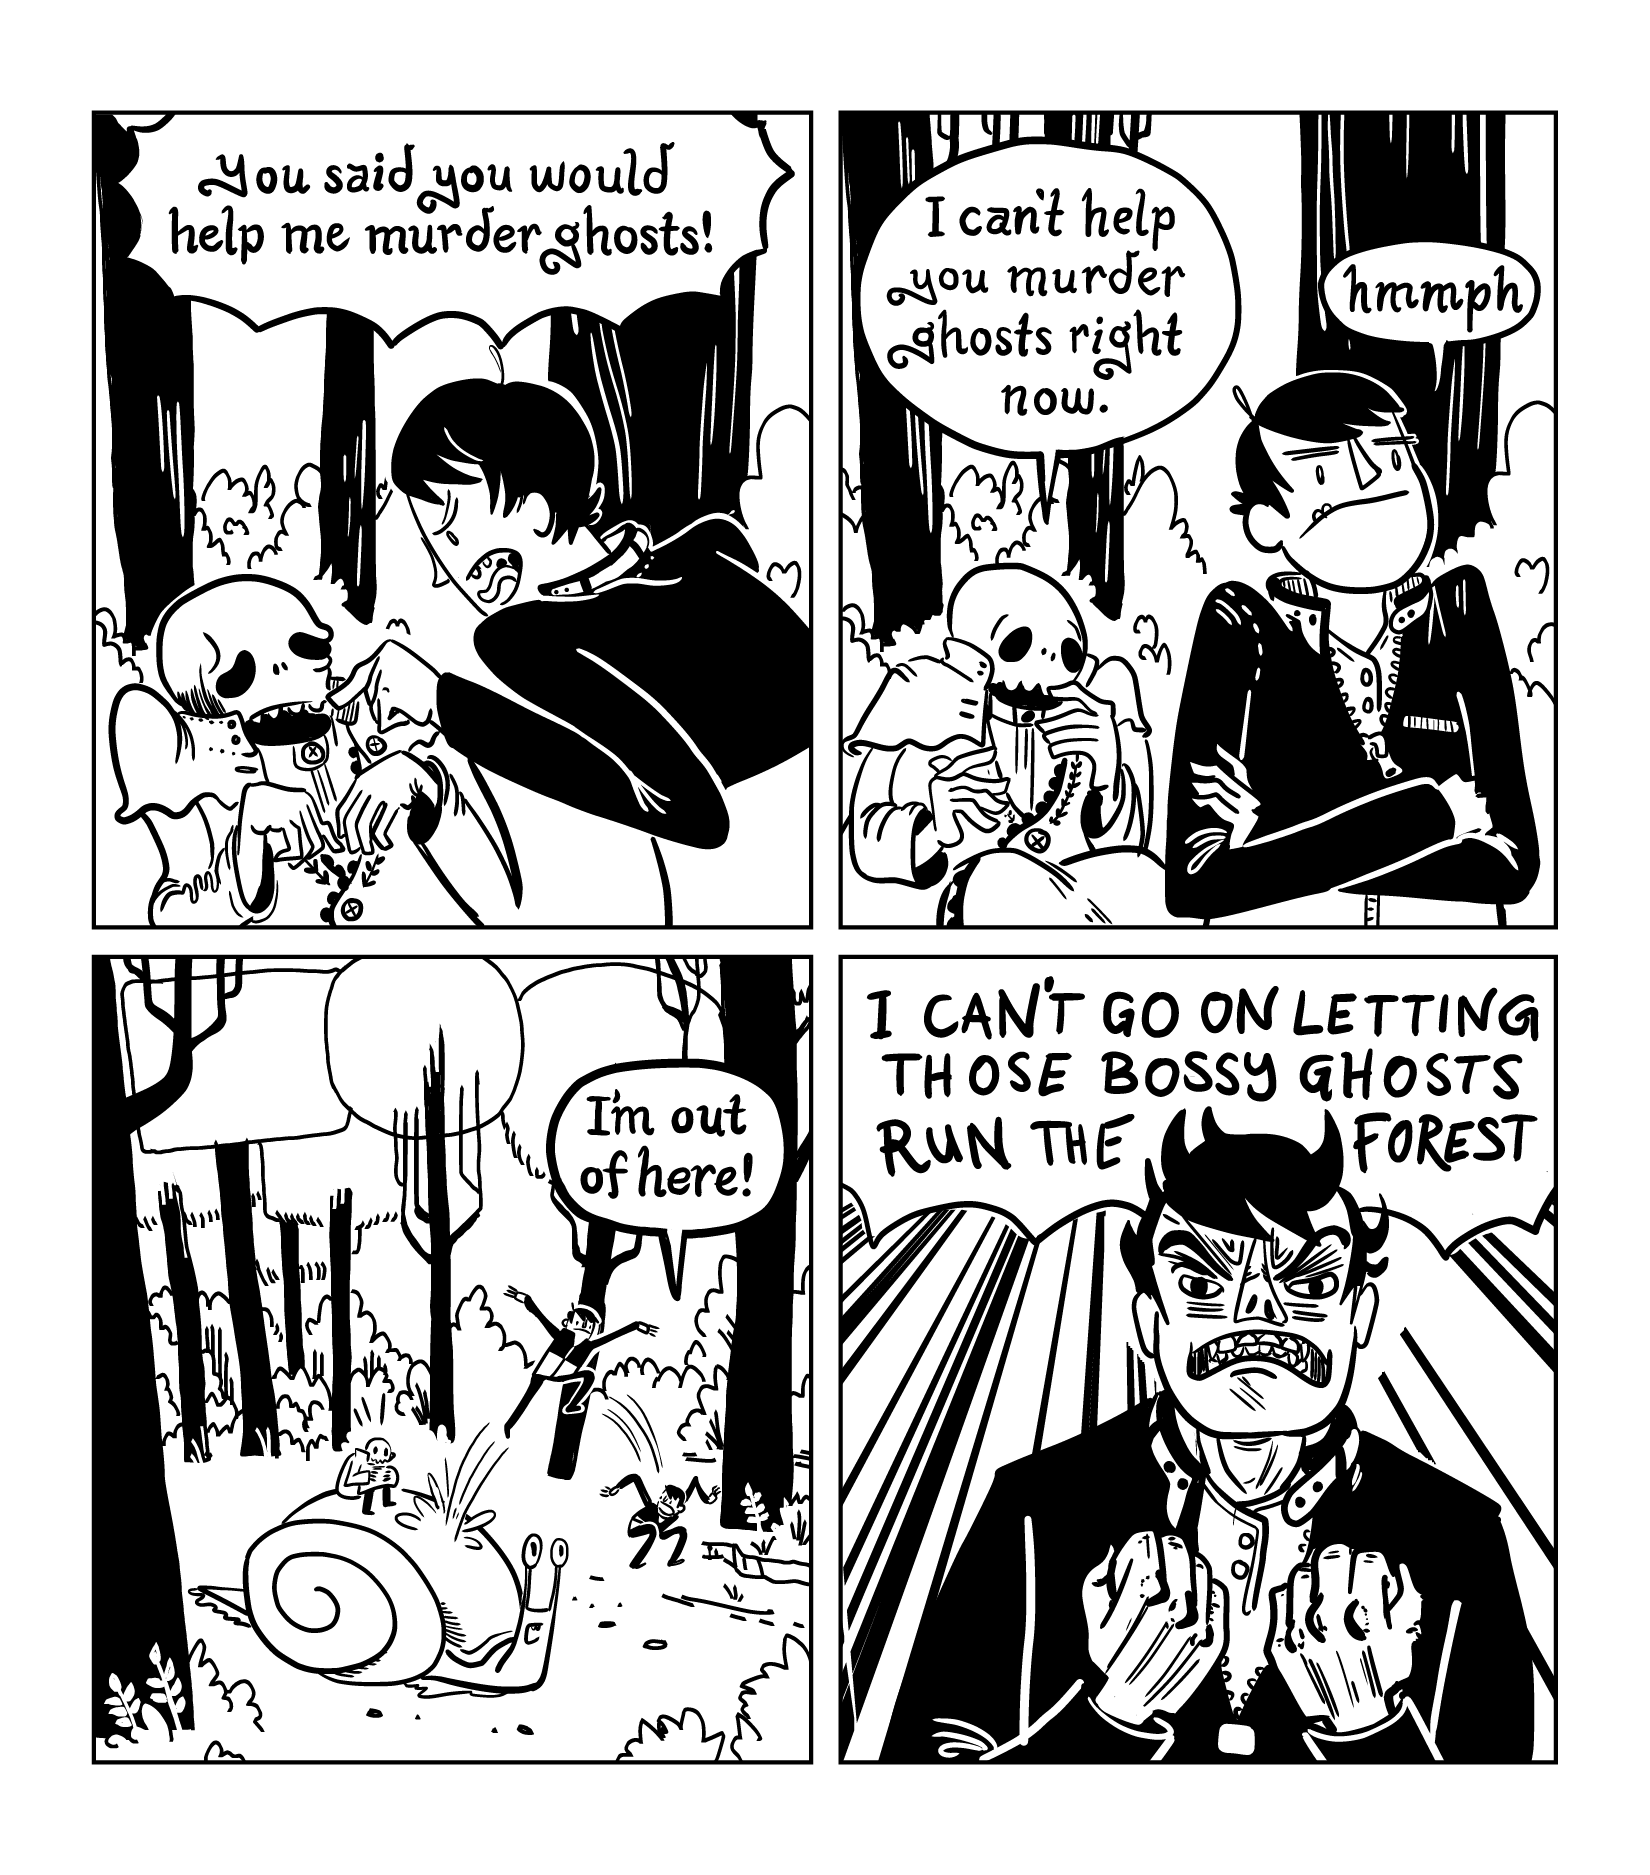 You said you would
help me murder ghosts!
I can't help
you murder
ghosts right
now.
hmmph
I'm out
of here!
I CAN'T GO ON LETTING
THOSE BOSSY GHOSTS
RUN THE FOREST